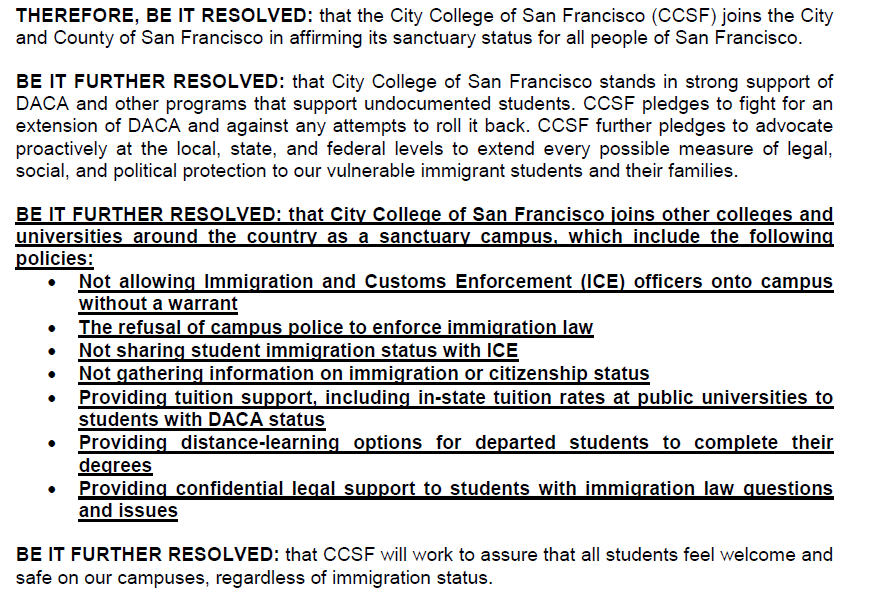 THEREFORE, BE IT RESOLVED: that the City College of San Francisco (CCSF) joins the City
and County of San Francisco in affirming its sanctuary status for all people of San Francisco.
BE IT FURTHER RESOLVED: that City College of San Francisco stands in strong support of
DACA and other programs that support undocumented students. CCSF pledges to fight for an
extension of DACA and against any attempts to roll it back. CCSF further pledges to advocate
proactively at the local, state, and federal levels to extend every possible measure of legal,
social, and political protection to our vulnerable immigrant students and their families.
BE IT FURTHER RESOLVED: that City College of San Francisco joins other colleges and
universities around the country as a sanctuary campus, which include the following
policies:
• Not allowing Immigration and Customs Enforcement (ICE) officers onto campus
without a warrant
• The refusal of campus police to enforce immigration law
• Not sharing student immigration status with ICE
• Not gathering information on immigration or citizenship status
• Providing tuition support, including in-state tuition rates at public universities to
students with DACA status
• Providing distance-learning options for departed students to complete their
degrees
• Providing confidential legal support to students with immigration law questions
and issues
BE IT FURTHER RESOLVED: that CCSF will work to assure that all students feel welcome and
safe on our campuses, regardless of immigration status.